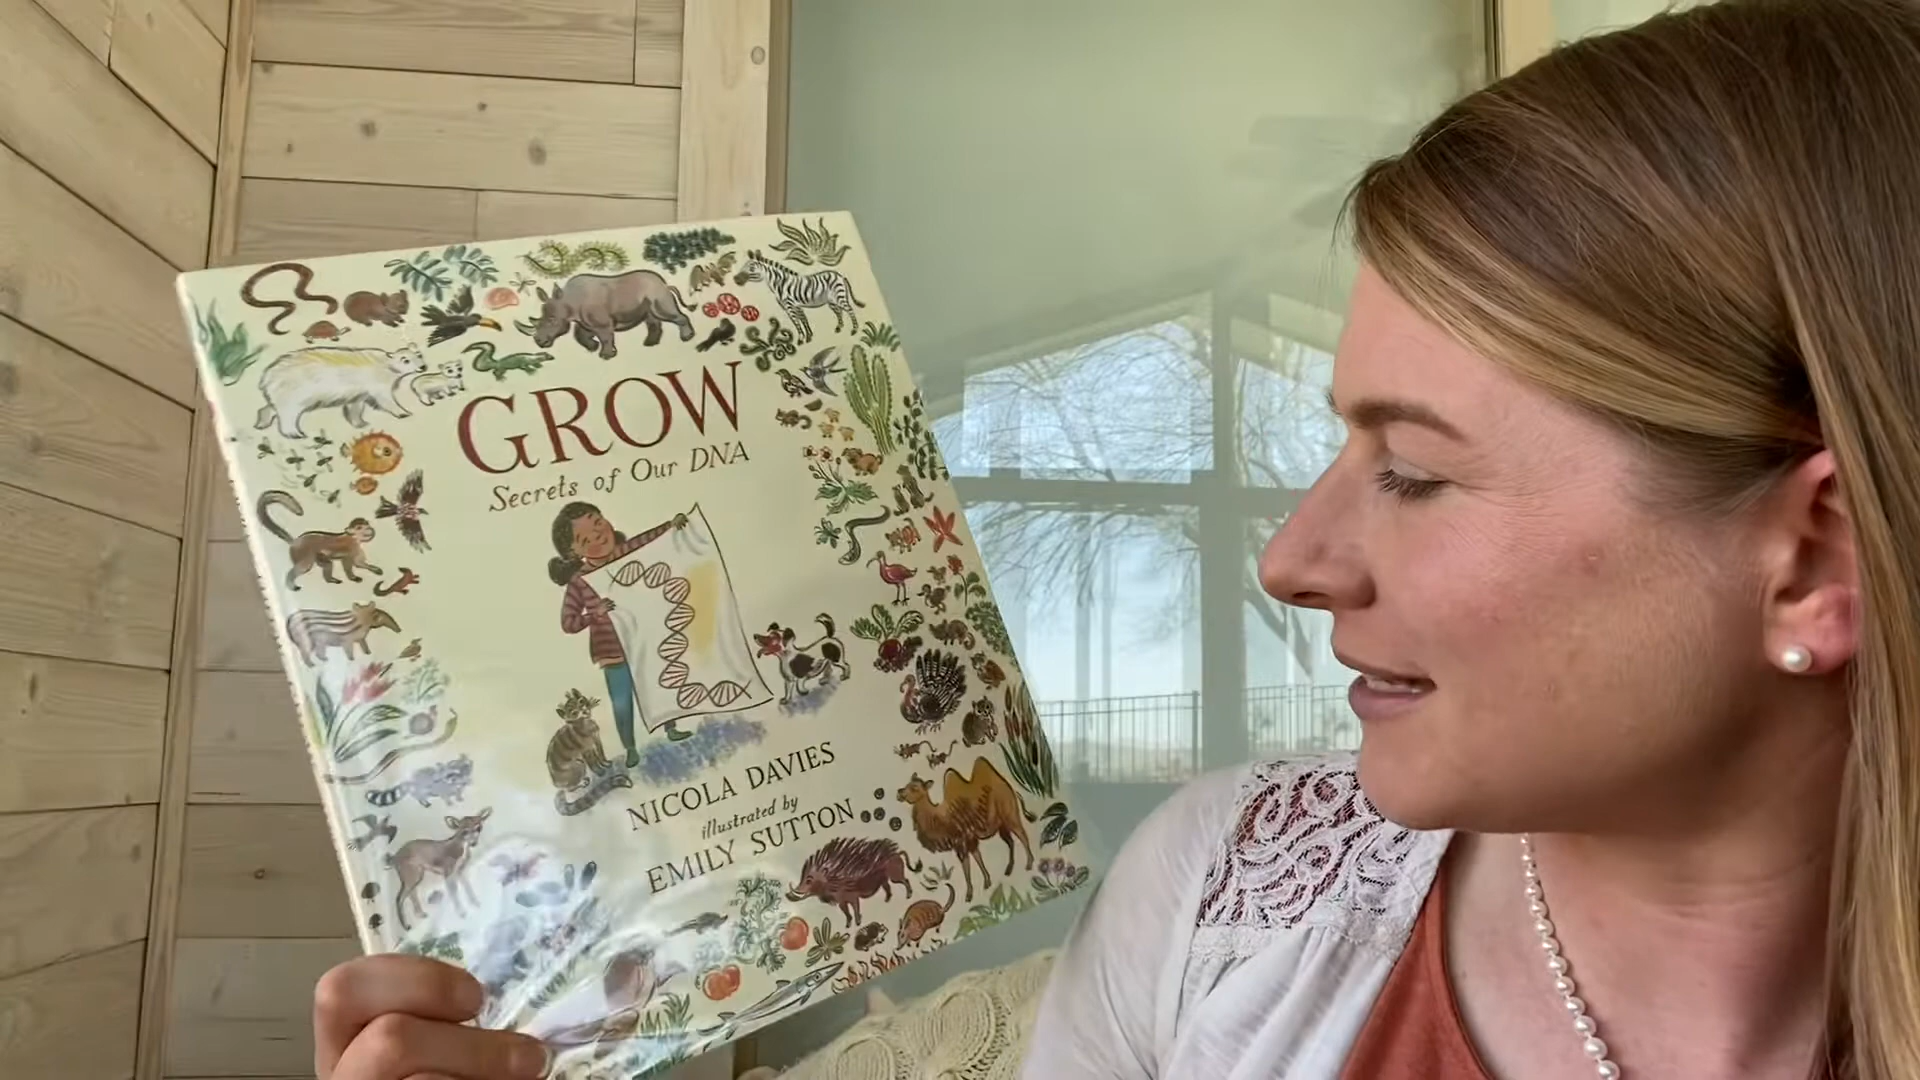 GROW
Secrets of Our DNA
NICOLA DAVIES
illustrated by
EMILY SUTTON